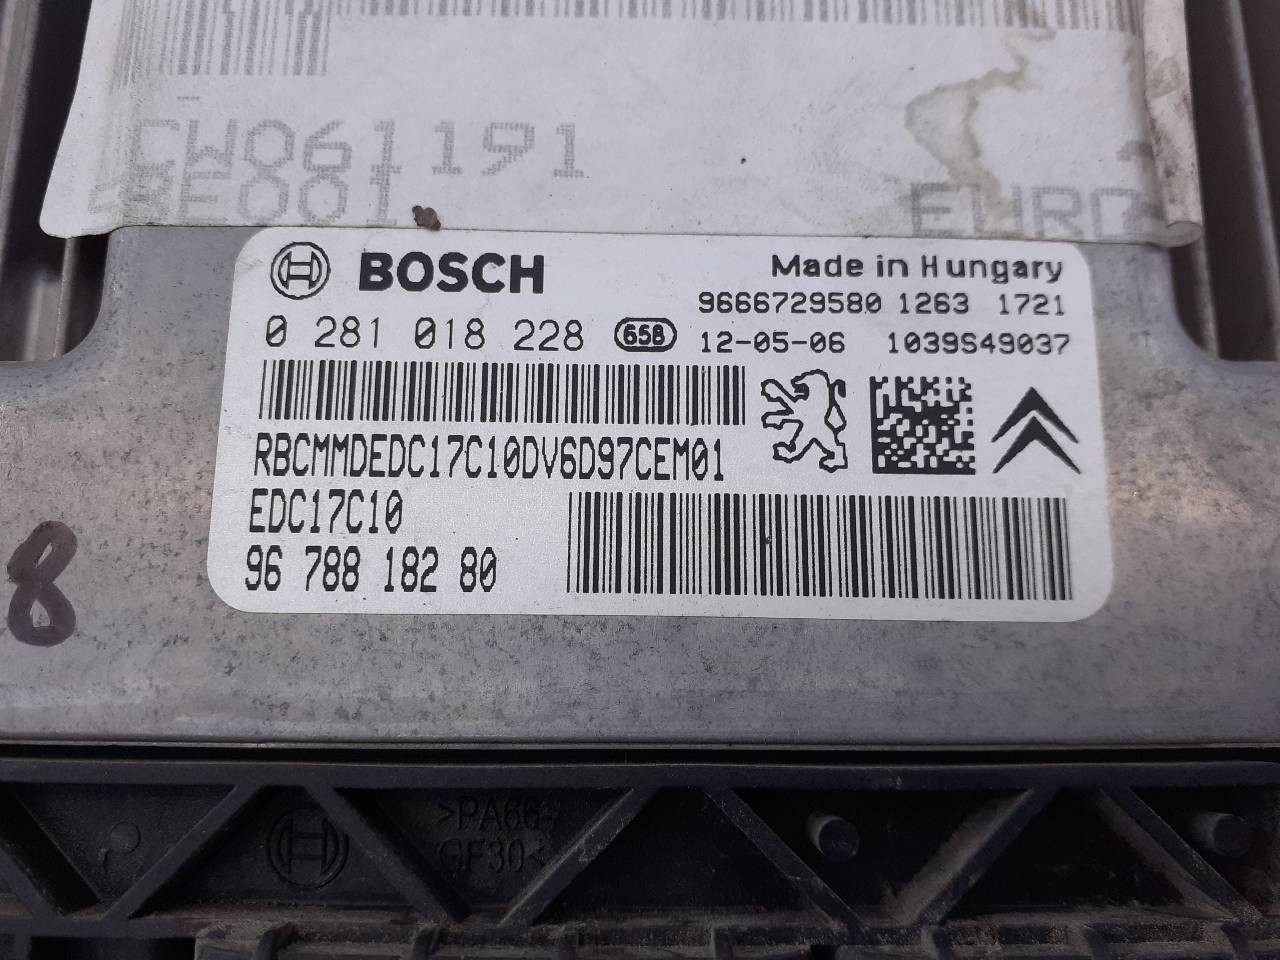 CW061191
BE001
EURO
BOSCH
Made in Hungary
9666729580 1263 1721
0 281 018 228 658 12-05-06 1039S49037
RBCMMDEDC17C10DV6D97CEM01
EDC17C10
96 788 182 80
8
>PA66-
GF30<